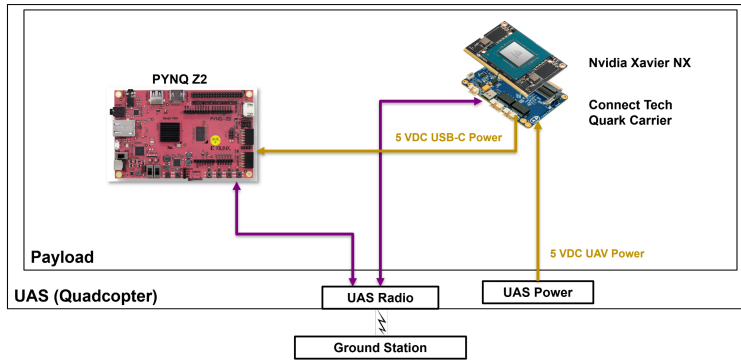 PYNQ Z2
Nvidia Xavier NX
Connect Tech
Quark Carrier
5 VDC USB-C Power
5 VDC UAV Power
Payload
UAS (Quadcopter)
UAS Radio
UAS Power
Ground Station